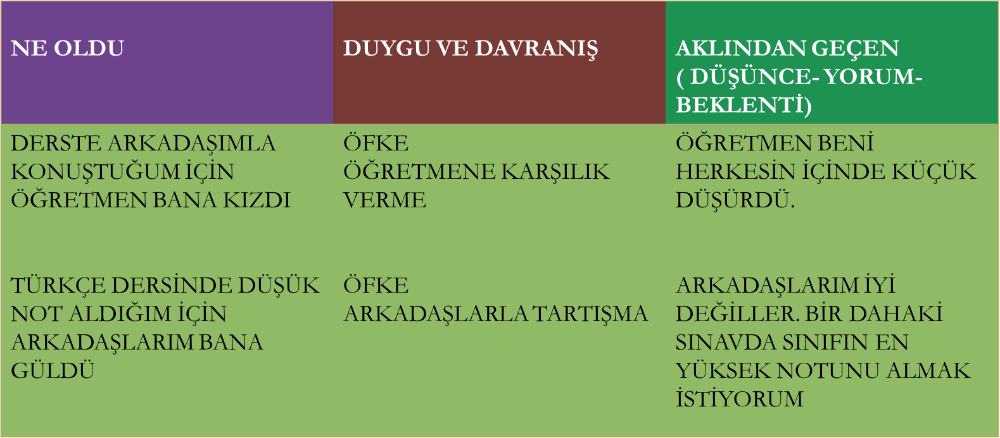 NE OLDU
DUYGU VE DAVRANIŞ
AKLINDAN GEÇEN
( DÜŞÜNCE- YORUM-
BEKLENTİ)
DERSTE ARKADAŞIMLA
KONUŞTUĞUM İÇİN
ÖĞRETMEN BANA KIZDI
ÖFKE
ÖĞRETMENE KARŞILIK
VERME
ÖĞRETMEN BENİ
HERKESİN İÇİNDE KÜÇÜK
DÜŞÜRDÜ.
TÜRKÇE DERSİNDE DÜŞÜK
NOT ALDIĞIM İÇİN
ARKADAŞLARIM BANA
GÜLDÜ
ÖFKE
ARKADAŞLARLA TARTIŞMA
ARKADAŞLARIM İYİ
DEĞİLLER. BİR DAHAKİ
SINAVDA SINIFIN EN
YÜKSEK NOTUNU ALMAK
İSTİYORUM